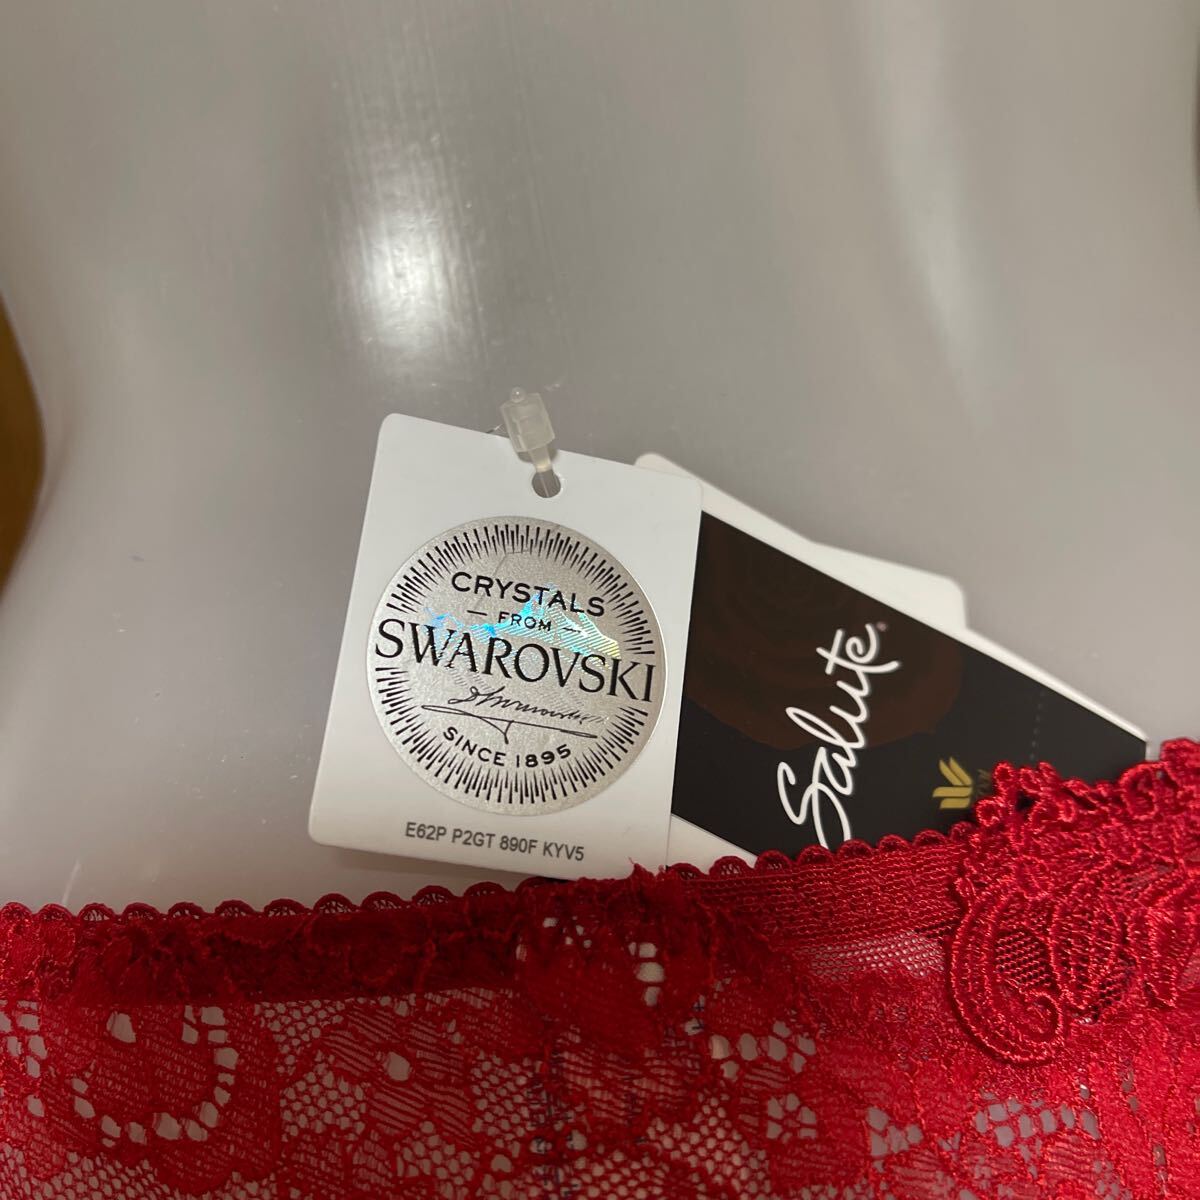 CRYSTALS
— FROM —
SWAROVSKI
SINCE 1895
E62P P2GT 890F KYV5
Salute®